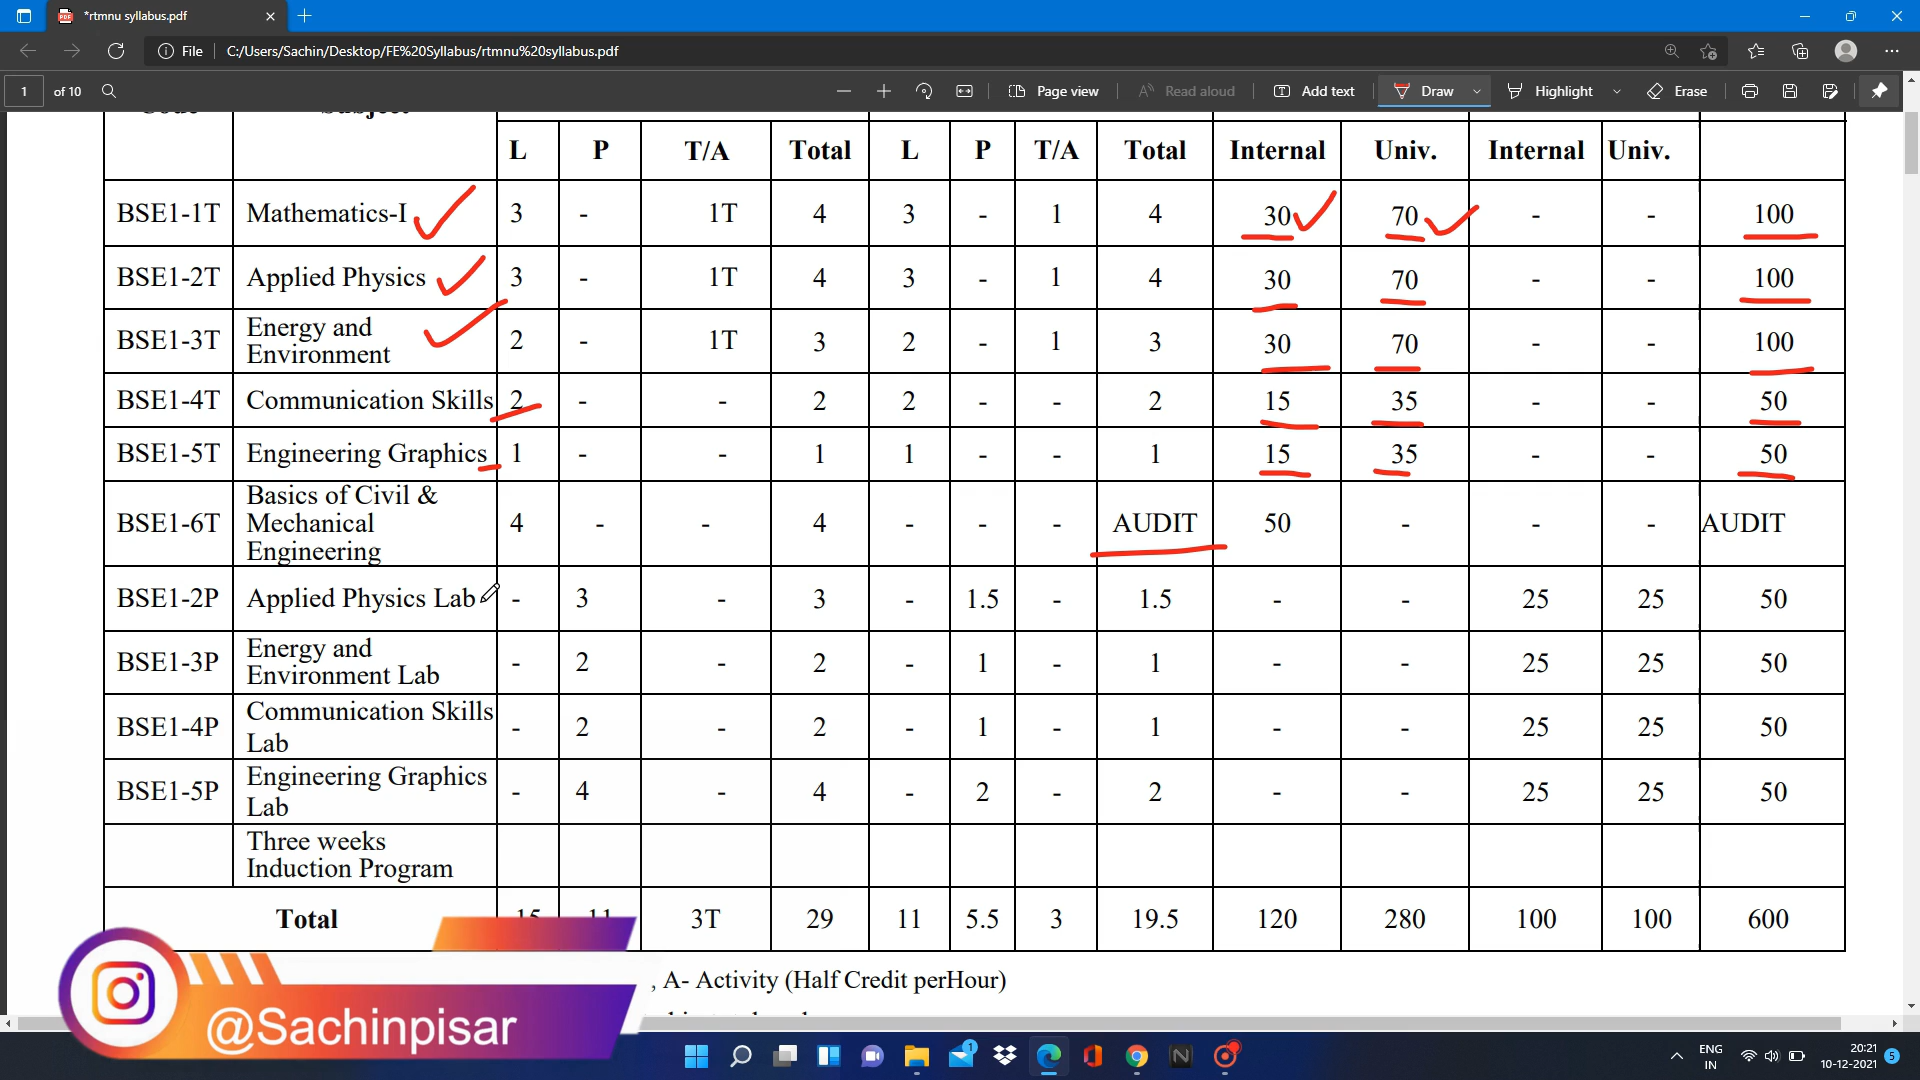 *rtmnu syllabus.pdf
File C:/Users/Sachin/Desktop/FE%20Syllabus/rtmnu%20syllabus.pdf
1 of 10 Page view Read aloud Add text Draw Highlight Erase
L P T/A Total L P T/A Total Internal Univ. Internal Univ.
BSE1-1T Mathematics-I 3 - 1T 4 3 - 1 4 30 70 - - 100
BSE1-2T Applied Physics 3 - 1T 4 3 - 1 4 30 70 - - 100
BSE1-3T Energy and Environment 2 - 1T 3 2 - 1 3 30 70 - - 100
BSE1-4T Communication Skills 2 - - 2 2 - - 2 15 35 - - 50
BSE1-5T Engineering Graphics 1 - - 1 1 - - 1 15 35 - - 50
BSE1-6T Basics of Civil & Mechanical Engineering 4 - - 4 - - - AUDIT 50 - - - AUDIT
BSE1-2P Applied Physics Lab - 3 - 3 - 1.5 - 1.5 - - 25 25 50
BSE1-3P Energy and Environment Lab - 2 - 2 - 1 - 1 - - 25 25 50
BSE1-4P Communication Skills Lab - 2 - 2 - 1 - 1 - - 25 25 50
BSE1-5P Engineering Graphics Lab - 4 - 4 - 2 - 2 - - 25 25 50
Three weeks Induction Program
Total 15 11 3T 29 11 5.5 3 19.5 120 280 100 100 600
, A- Activity (Half Credit perHour)
@Sachinpisar
1
ENG
IN
20:21
10-12-2021
5